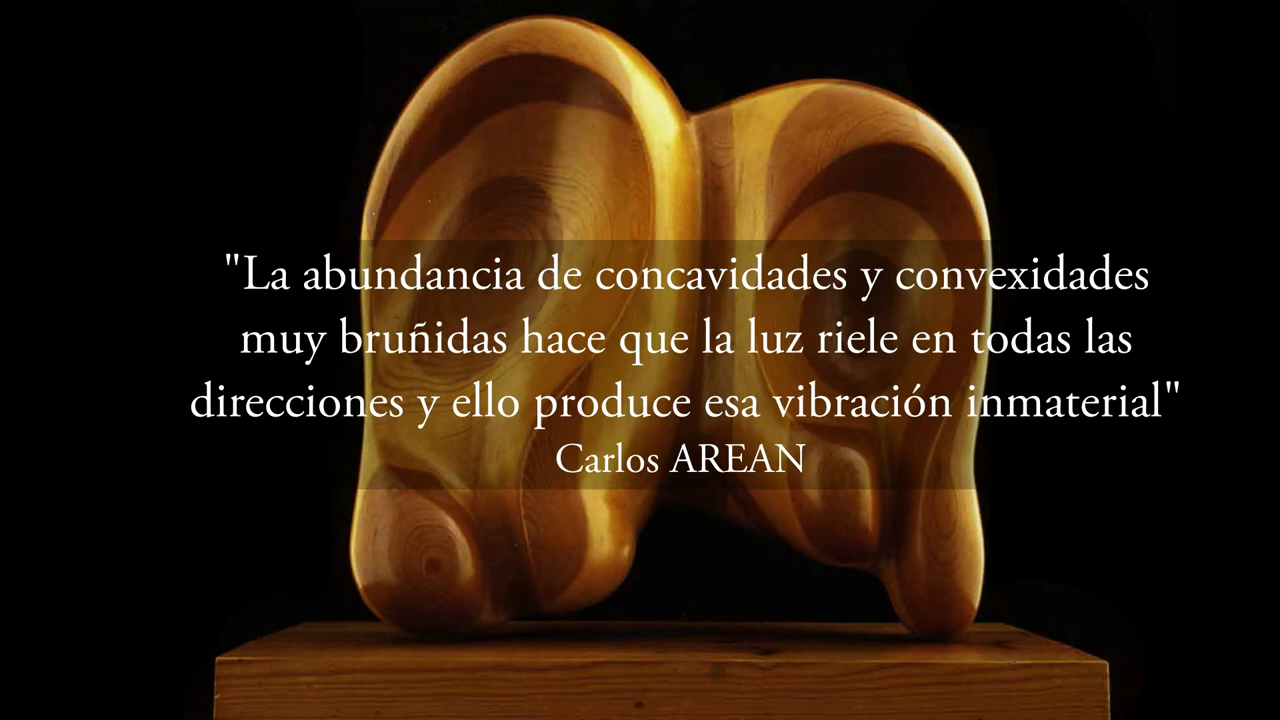 "La abundancia de concavidades y convexidades
muy bruñidas hace que la luz riele en todas las
direcciones y ello produce esa vibración inmaterial"
Carlos AREAN